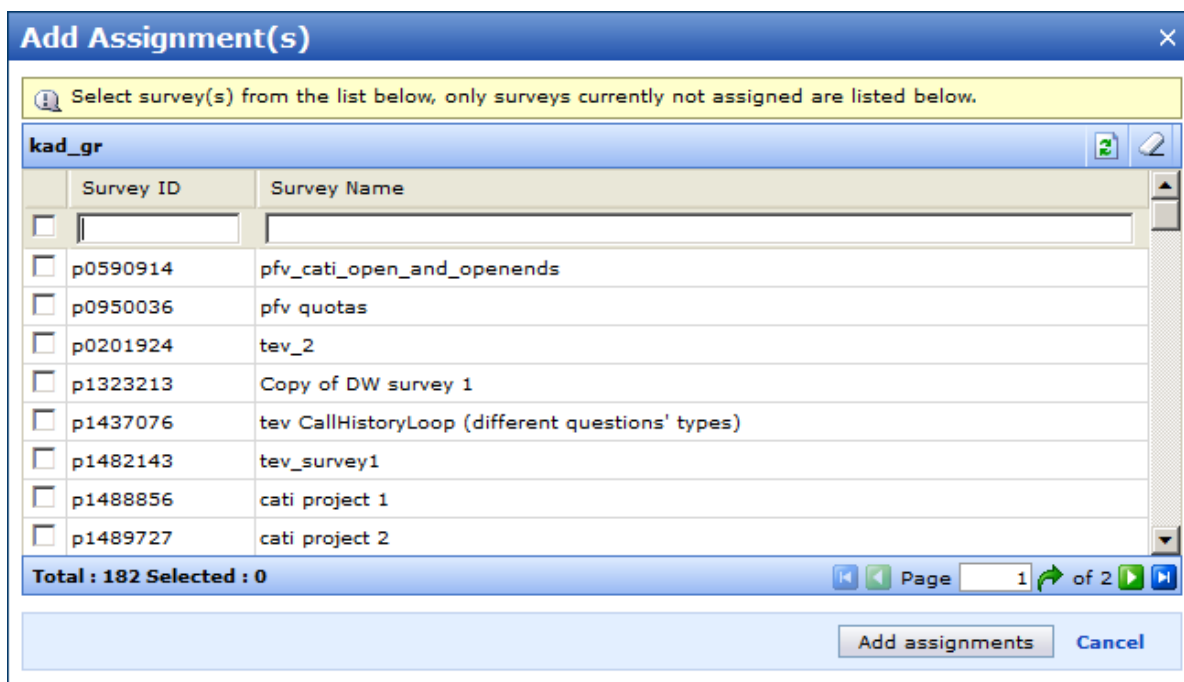 Add Assignment(s)
Select survey(s) from the list below, only surveys currently not assigned are listed below.
kad_gr
Survey ID Survey Name
p0590914 pfv_cati_open_and_openends
p0950036 pfv quotas
p0201924 tev_2
p1323213 Copy of DW survey 1
p1437076 tev CallHistoryLoop (different questions' types)
p1482143 tev_survey1
p1488856 cati project 1
p1489727 cati project 2
Total : 182 Selected : 0 Page 1 of 2
Add assignments Cancel